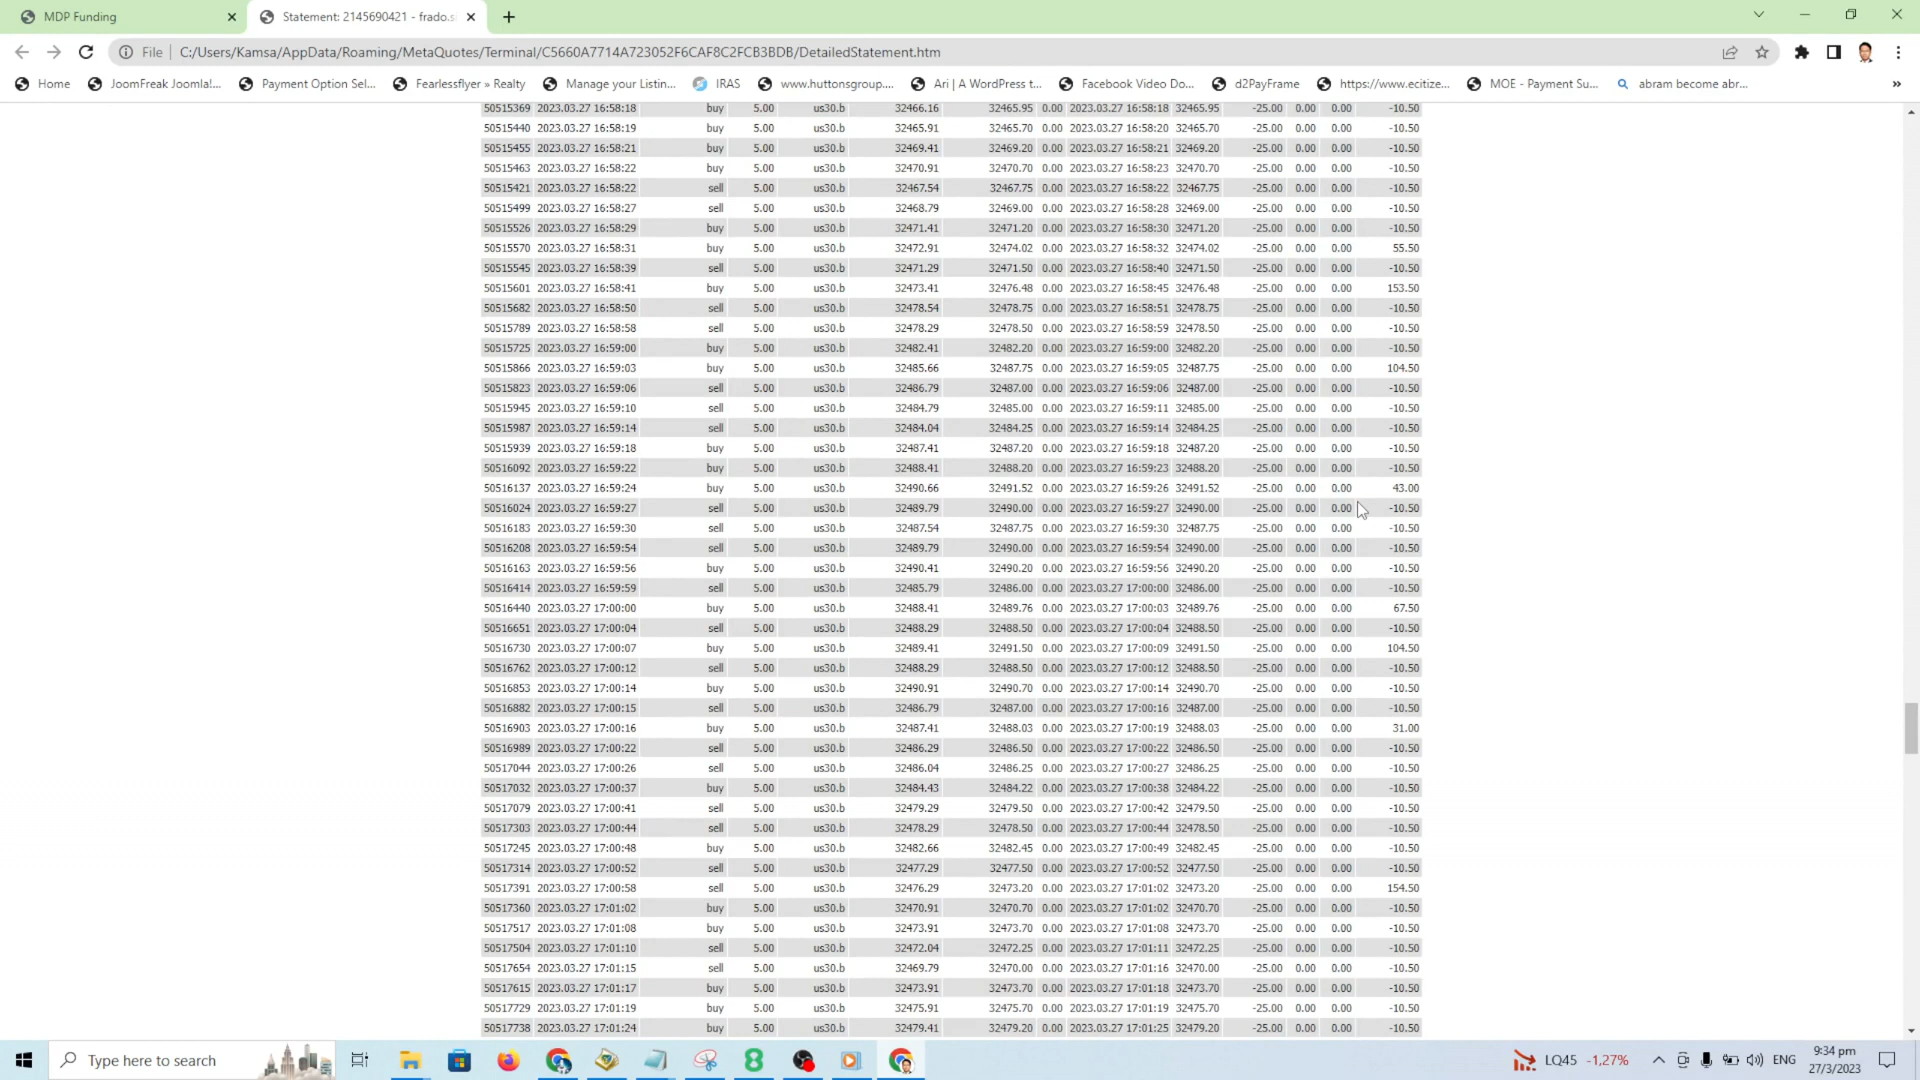 MDP Funding
Statement: 2145690421 - frado.s
File C:/Users/Kamsa/AppData/Roaming/MetaQuotes/Terminal/C5660A7714A723052F6CAF8C2FCB3BDB/DetailedStatement.htm
Home JoomFreak Joomla!... Payment Option Sel... Fearlessflyer » Realty Manage your Listin... IRAS www.huttonsgroup.... Ari | A WordPress t... Facebook Video Do... d2PayFrame https://www.ecitize... MOE - Payment Su... abram become abr... »
50515369 2023.03.27 16:58:18 buy 5.00 us30.b 32466.16 32465.95 0.00 2023.03.27 16:58:18 32465.95 -25.00 0.00 0.00 -10.50
50515440 2023.03.27 16:58:19 buy 5.00 us30.b 32465.91 32465.70 0.00 2023.03.27 16:58:20 32465.70 -25.00 0.00 0.00 -10.50
50515455 2023.03.27 16:58:21 buy 5.00 us30.b 32469.41 32469.20 0.00 2023.03.27 16:58:21 32469.20 -25.00 0.00 0.00 -10.50
50515463 2023.03.27 16:58:22 buy 5.00 us30.b 32470.91 32470.70 0.00 2023.03.27 16:58:23 32470.70 -25.00 0.00 0.00 -10.50
50515421 2023.03.27 16:58:22 sell 5.00 us30.b 32467.54 32467.75 0.00 2023.03.27 16:58:22 32467.75 -25.00 0.00 0.00 -10.50
50515499 2023.03.27 16:58:27 sell 5.00 us30.b 32468.79 32469.00 0.00 2023.03.27 16:58:28 32469.00 -25.00 0.00 0.00 -10.50
50515526 2023.03.27 16:58:29 buy 5.00 us30.b 32471.41 32471.20 0.00 2023.03.27 16:58:30 32471.20 -25.00 0.00 0.00 -10.50
50515570 2023.03.27 16:58:31 buy 5.00 us30.b 32472.91 32474.02 0.00 2023.03.27 16:58:32 32474.02 -25.00 0.00 0.00 55.50
50515545 2023.03.27 16:58:39 sell 5.00 us30.b 32471.29 32471.50 0.00 2023.03.27 16:58:40 32471.50 -25.00 0.00 0.00 -10.50
50515601 2023.03.27 16:58:41 buy 5.00 us30.b 32473.41 32476.48 0.00 2023.03.27 16:58:45 32476.48 -25.00 0.00 0.00 153.50
50515682 2023.03.27 16:58:50 sell 5.00 us30.b 32478.54 32478.75 0.00 2023.03.27 16:58:51 32478.75 -25.00 0.00 0.00 -10.50
50515789 2023.03.27 16:58:58 sell 5.00 us30.b 32478.29 32478.50 0.00 2023.03.27 16:58:59 32478.50 -25.00 0.00 0.00 -10.50
50515725 2023.03.27 16:59:00 buy 5.00 us30.b 32482.41 32482.20 0.00 2023.03.27 16:59:00 32482.20 -25.00 0.00 0.00 -10.50
50515866 2023.03.27 16:59:03 buy 5.00 us30.b 32485.66 32487.75 0.00 2023.03.27 16:59:05 32487.75 -25.00 0.00 0.00 104.50
50515823 2023.03.27 16:59:06 sell 5.00 us30.b 32486.79 32487.00 0.00 2023.03.27 16:59:06 32487.00 -25.00 0.00 0.00 -10.50
50515945 2023.03.27 16:59:10 sell 5.00 us30.b 32484.79 32485.00 0.00 2023.03.27 16:59:11 32485.00 -25.00 0.00 0.00 -10.50
50515987 2023.03.27 16:59:14 sell 5.00 us30.b 32484.04 32484.25 0.00 2023.03.27 16:59:14 32484.25 -25.00 0.00 0.00 -10.50
50515939 2023.03.27 16:59:18 buy 5.00 us30.b 32487.41 32487.20 0.00 2023.03.27 16:59:18 32487.20 -25.00 0.00 0.00 -10.50
50516092 2023.03.27 16:59:22 buy 5.00 us30.b 32488.41 32488.20 0.00 2023.03.27 16:59:23 32488.20 -25.00 0.00 0.00 -10.50
50516137 2023.03.27 16:59:24 buy 5.00 us30.b 32490.66 32491.52 0.00 2023.03.27 16:59:26 32491.52 -25.00 0.00 0.00 43.00
50516024 2023.03.27 16:59:27 sell 5.00 us30.b 32489.79 32490.00 0.00 2023.03.27 16:59:27 32490.00 -25.00 0.00 0.00 -10.50
50516183 2023.03.27 16:59:30 sell 5.00 us30.b 32487.54 32487.75 0.00 2023.03.27 16:59:30 32487.75 -25.00 0.00 0.00 -10.50
50516208 2023.03.27 16:59:54 sell 5.00 us30.b 32489.79 32490.00 0.00 2023.03.27 16:59:54 32490.00 -25.00 0.00 0.00 -10.50
50516163 2023.03.27 16:59:56 buy 5.00 us30.b 32490.41 32490.20 0.00 2023.03.27 16:59:56 32490.20 -25.00 0.00 0.00 -10.50
50516414 2023.03.27 16:59:59 sell 5.00 us30.b 32485.79 32486.00 0.00 2023.03.27 17:00:00 32486.00 -25.00 0.00 0.00 -10.50
50516440 2023.03.27 17:00:00 buy 5.00 us30.b 32488.41 32489.76 0.00 2023.03.27 17:00:03 32489.76 -25.00 0.00 0.00 67.50
50516651 2023.03.27 17:00:04 sell 5.00 us30.b 32488.29 32488.50 0.00 2023.03.27 17:00:04 32488.50 -25.00 0.00 0.00 -10.50
50516730 2023.03.27 17:00:07 buy 5.00 us30.b 32489.41 32491.50 0.00 2023.03.27 17:00:09 32491.50 -25.00 0.00 0.00 104.50
50516762 2023.03.27 17:00:12 sell 5.00 us30.b 32488.29 32488.50 0.00 2023.03.27 17:00:12 32488.50 -25.00 0.00 0.00 -10.50
50516853 2023.03.27 17:00:14 buy 5.00 us30.b 32490.91 32490.70 0.00 2023.03.27 17:00:14 32490.70 -25.00 0.00 0.00 -10.50
50516882 2023.03.27 17:00:15 sell 5.00 us30.b 32486.79 32487.00 0.00 2023.03.27 17:00:16 32487.00 -25.00 0.00 0.00 -10.50
50516903 2023.03.27 17:00:16 buy 5.00 us30.b 32487.41 32488.03 0.00 2023.03.27 17:00:19 32488.03 -25.00 0.00 0.00 31.00
50516989 2023.03.27 17:00:22 sell 5.00 us30.b 32486.29 32486.50 0.00 2023.03.27 17:00:22 32486.50 -25.00 0.00 0.00 -10.50
50517044 2023.03.27 17:00:26 sell 5.00 us30.b 32486.04 32486.25 0.00 2023.03.27 17:00:27 32486.25 -25.00 0.00 0.00 -10.50
50517032 2023.03.27 17:00:37 buy 5.00 us30.b 32484.43 32484.22 0.00 2023.03.27 17:00:38 32484.22 -25.00 0.00 0.00 -10.50
50517079 2023.03.27 17:00:41 sell 5.00 us30.b 32479.29 32479.50 0.00 2023.03.27 17:00:42 32479.50 -25.00 0.00 0.00 -10.50
50517303 2023.03.27 17:00:44 sell 5.00 us30.b 32478.29 32478.50 0.00 2023.03.27 17:00:44 32478.50 -25.00 0.00 0.00 -10.50
50517245 2023.03.27 17:00:48 buy 5.00 us30.b 32482.66 32482.45 0.00 2023.03.27 17:00:49 32482.45 -25.00 0.00 0.00 -10.50
50517314 2023.03.27 17:00:52 sell 5.00 us30.b 32477.29 32477.50 0.00 2023.03.27 17:00:52 32477.50 -25.00 0.00 0.00 -10.50
50517391 2023.03.27 17:00:58 sell 5.00 us30.b 32476.29 32473.20 0.00 2023.03.27 17:01:02 32473.20 -25.00 0.00 0.00 154.50
50517360 2023.03.27 17:01:02 buy 5.00 us30.b 32470.91 32470.70 0.00 2023.03.27 17:01:02 32470.70 -25.00 0.00 0.00 -10.50
50517517 2023.03.27 17:01:08 buy 5.00 us30.b 32473.91 32473.70 0.00 2023.03.27 17:01:08 32473.70 -25.00 0.00 0.00 -10.50
50517504 2023.03.27 17:01:10 sell 5.00 us30.b 32472.04 32472.25 0.00 2023.03.27 17:01:11 32472.25 -25.00 0.00 0.00 -10.50
50517654 2023.03.27 17:01:15 sell 5.00 us30.b 32469.79 32470.00 0.00 2023.03.27 17:01:16 32470.00 -25.00 0.00 0.00 -10.50
50517615 2023.03.27 17:01:17 buy 5.00 us30.b 32473.91 32473.70 0.00 2023.03.27 17:01:18 32473.70 -25.00 0.00 0.00 -10.50
50517729 2023.03.27 17:01:19 buy 5.00 us30.b 32475.91 32475.70 0.00 2023.03.27 17:01:19 32475.70 -25.00 0.00 0.00 -10.50
50517738 2023.03.27 17:01:24 buy 5.00 us30.b 32479.41 32479.20 0.00 2023.03.27 17:01:25 32479.20 -25.00 0.00 0.00 -10.50
Type here to search LQ45 -1,27% ENG 9:34 pm
27/3/2023